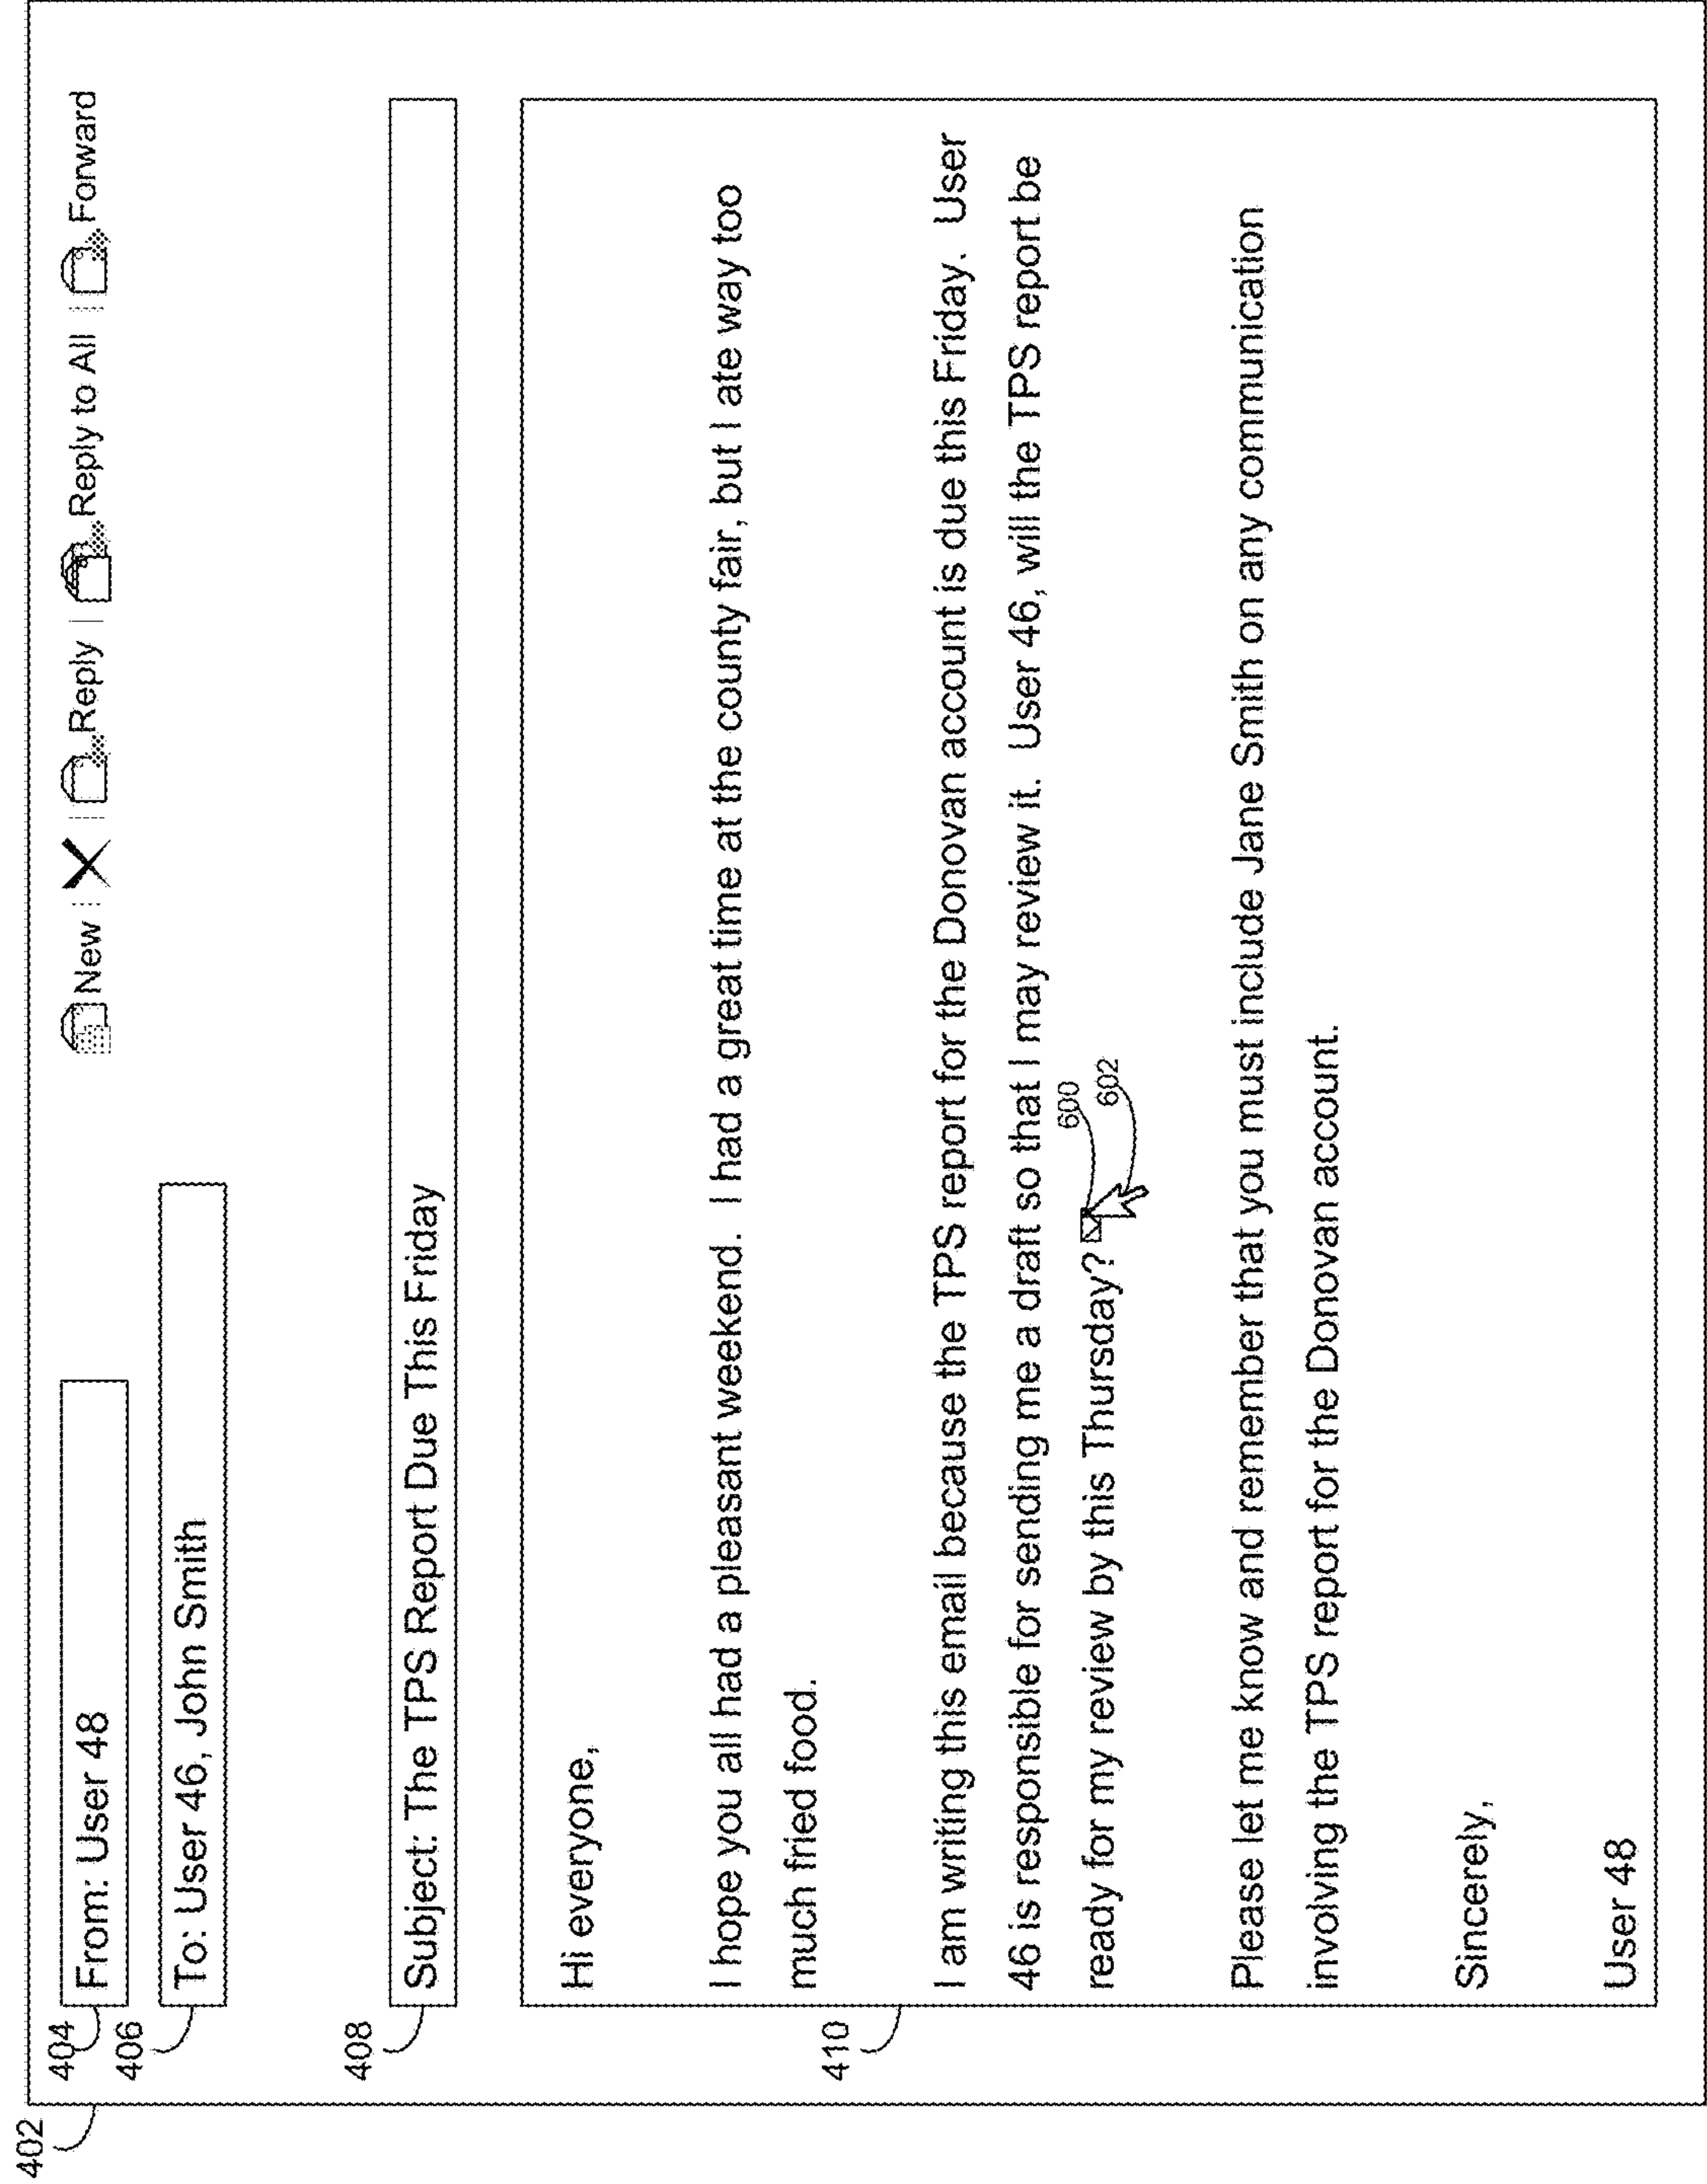 402
404
From: User 48
New | X | Reply | Reply to All | Forward
406
To: User 46, John Smith
408
Subject: The TPS Report Due This Friday
Hi everyone,
I hope you all had a pleasant weekend. I had a great time at the county fair, but I ate way too
much fried food.
410
I am writing this email because the TPS report for the Donovan account is due this Friday. User
46 is responsible for sending me a draft so that I may review it. User 46, will the TPS report be
ready for my review by this Thursday?
600
602
Please let me know and remember that you must include Jane Smith on any communication
involving the TPS report for the Donovan account.
Sincerely,
User 48